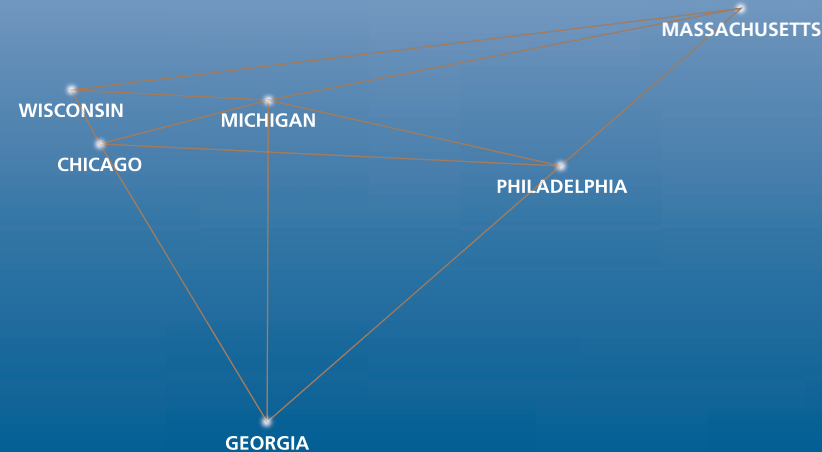 MASSACHUSETTS
WISCONSIN
MICHIGAN
CHICAGO
PHILADELPHIA
GEORGIA